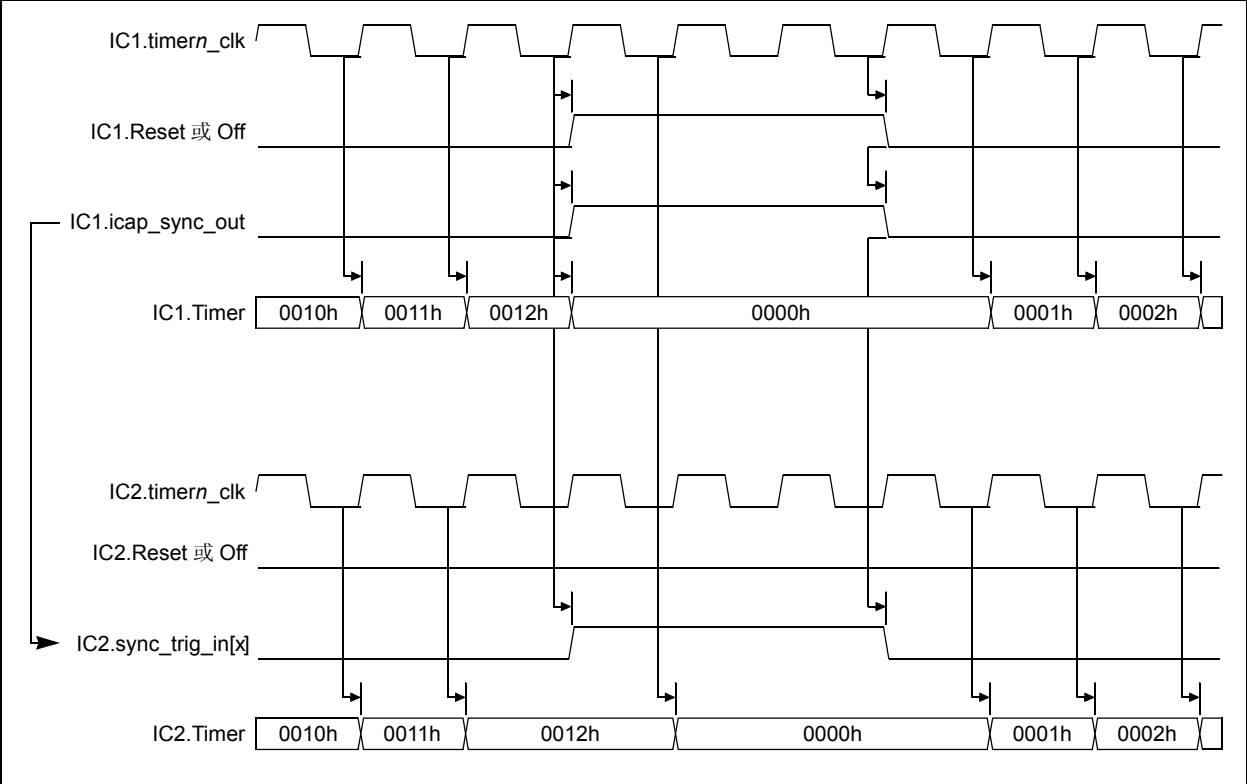 IC1.timern_clk
IC1.Reset 或 Off
IC1.icap_sync_out
IC1.Timer 0010h 0011h 0012h 0000h 0001h 0002h
IC2.timern_clk
IC2.Reset 或 Off
IC2.sync_trig_in[x]
IC2.Timer 0010h 0011h 0012h 0000h 0001h 0002h